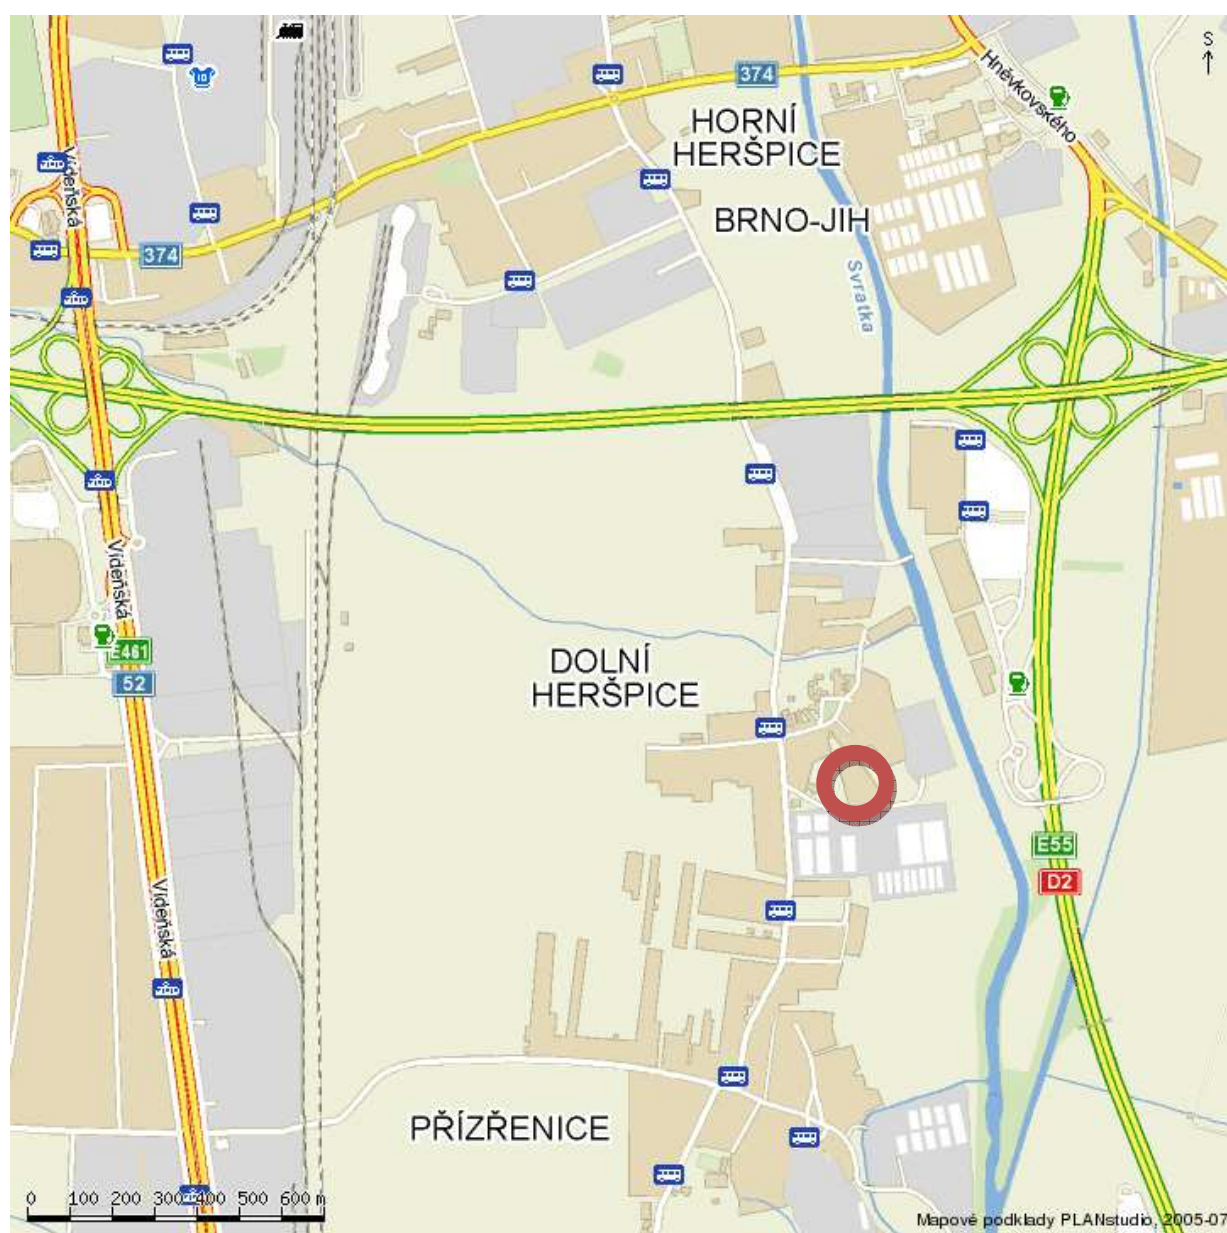 S
10
374
Hněvkovského
HORNÍ
HERŠPICE
Vídeňská
BRNO-JIH
374
Svratka
Vídeňská
E461
52
DOLNÍ
HERŠPICE
E55
D2
Vídeňská
PŘÍZŘENICE
0 100 200 300 400 500 600 m
Mapové podklady PLANstudio, 2005-07